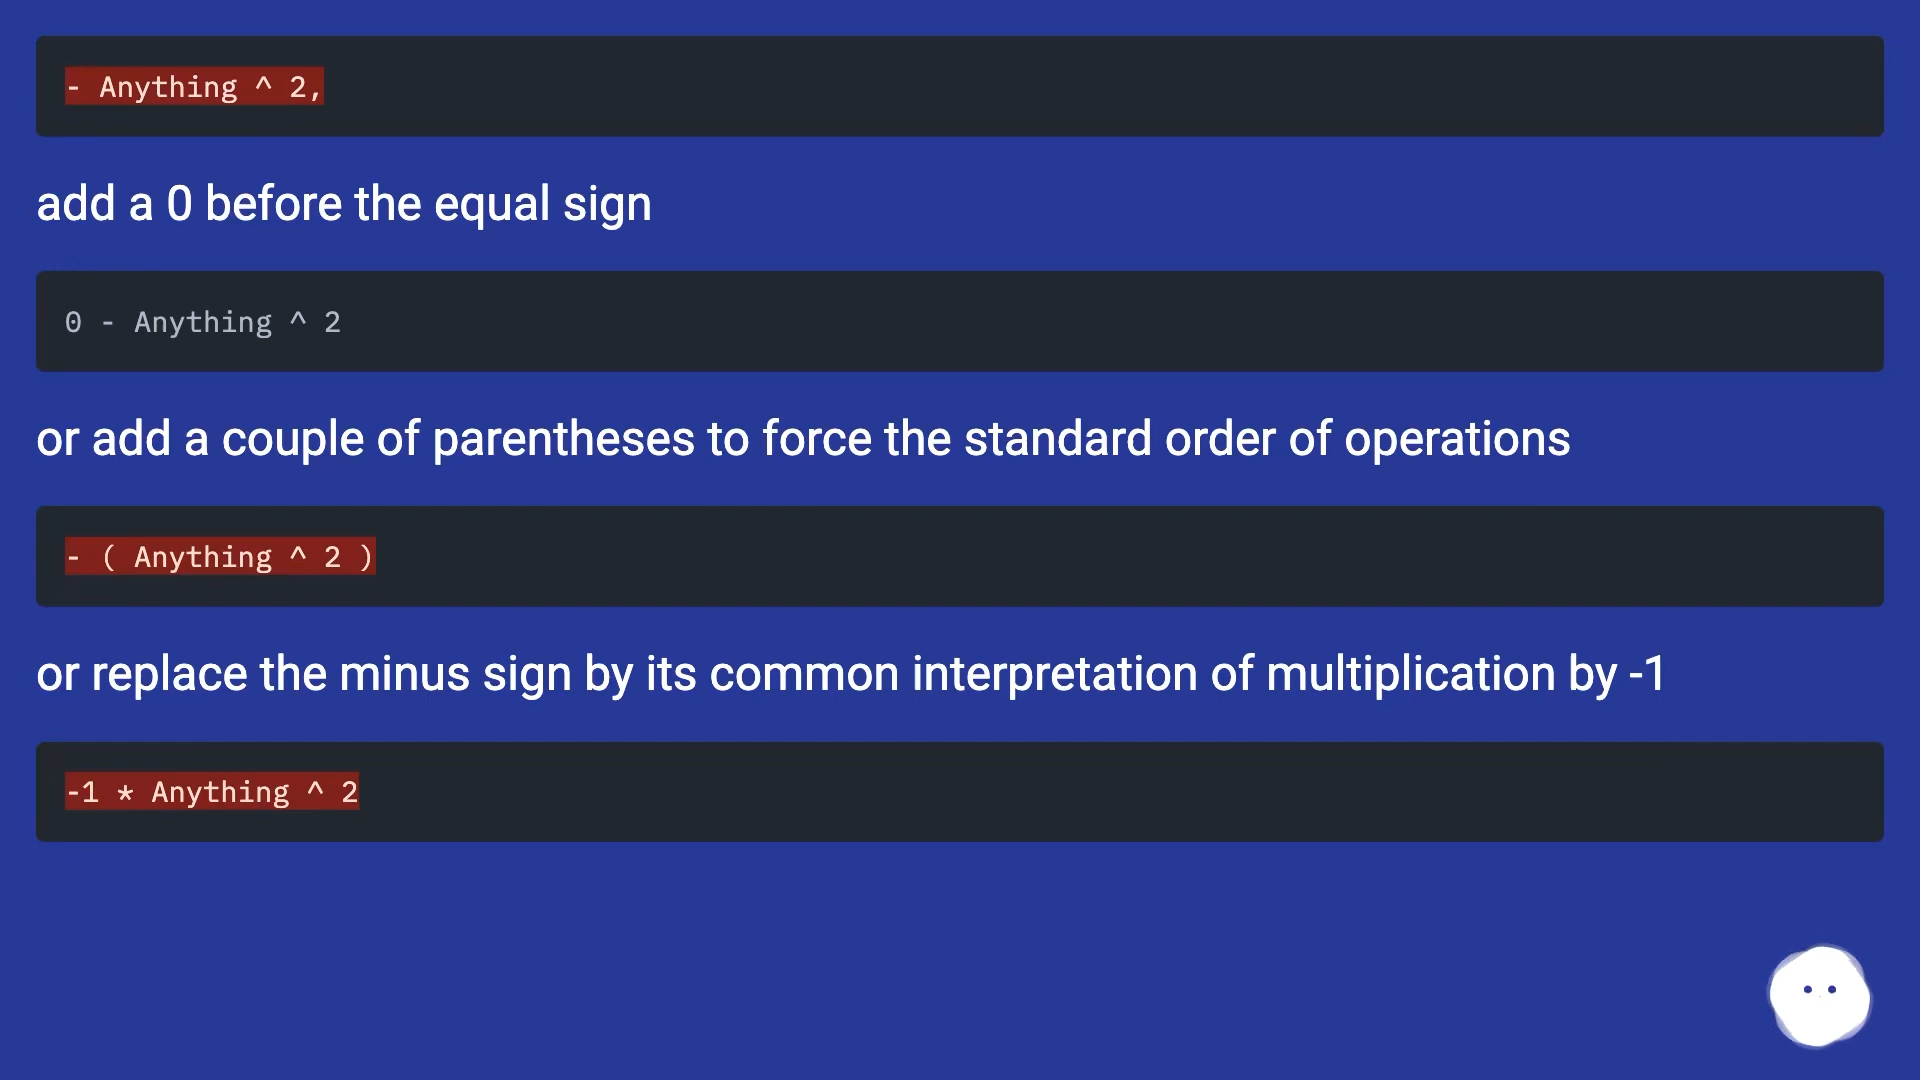 - Anything ^ 2,
add a 0 before the equal sign
0 - Anything ^ 2
or add a couple of parentheses to force the standard order of operations
- ( Anything ^ 2 )
or replace the minus sign by its common interpretation of multiplication by -1
-1 * Anything ^ 2